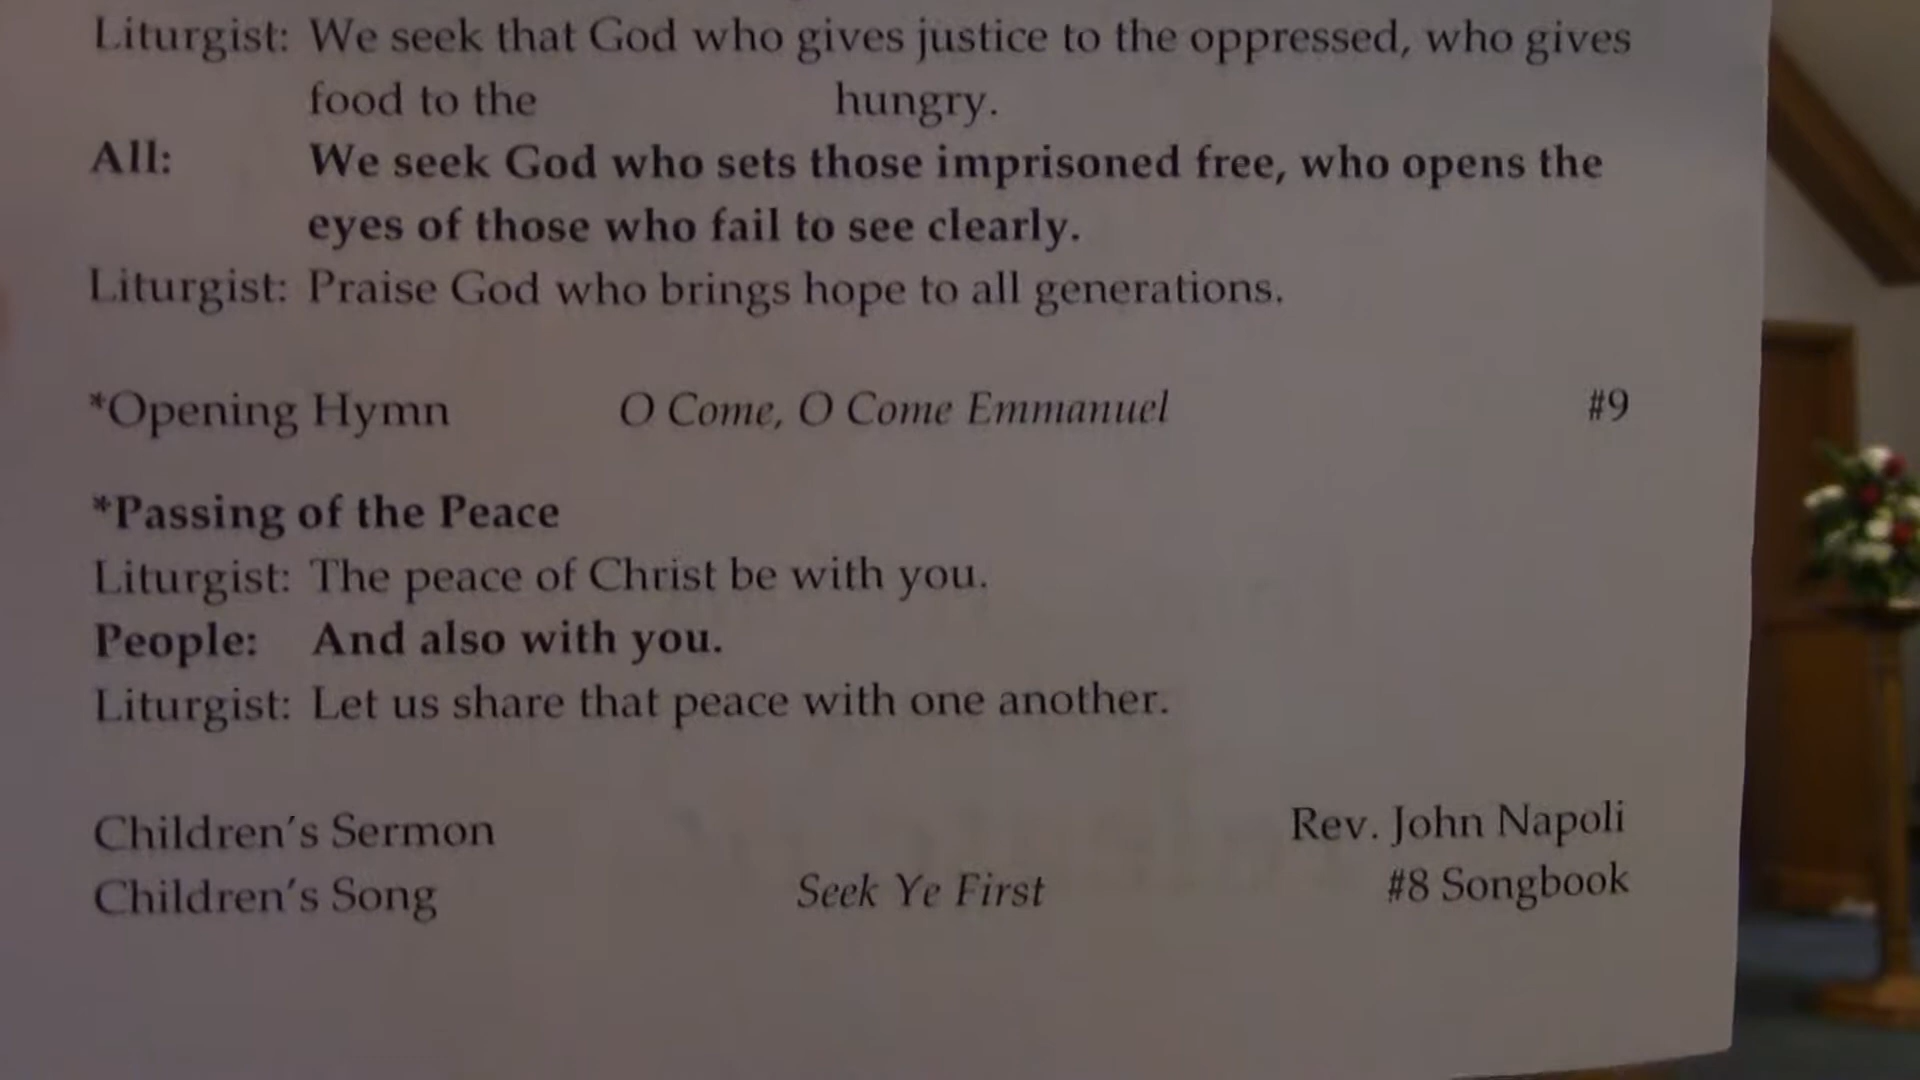 Liturgist: We seek that God who gives justice to the oppressed, who gives
food to the hungry.
All: We seek God who sets those imprisoned free, who opens the
eyes of those who fail to see clearly.
Liturgist: Praise God who brings hope to all generations.
*Opening Hymn O Come, O Come Emmanuel #9
*Passing of the Peace
Liturgist: The peace of Christ be with you.
People: And also with you.
Liturgist: Let us share that peace with one another.
Children's Sermon Rev. John Napoli
Children's Song Seek Ye First #8 Songbook